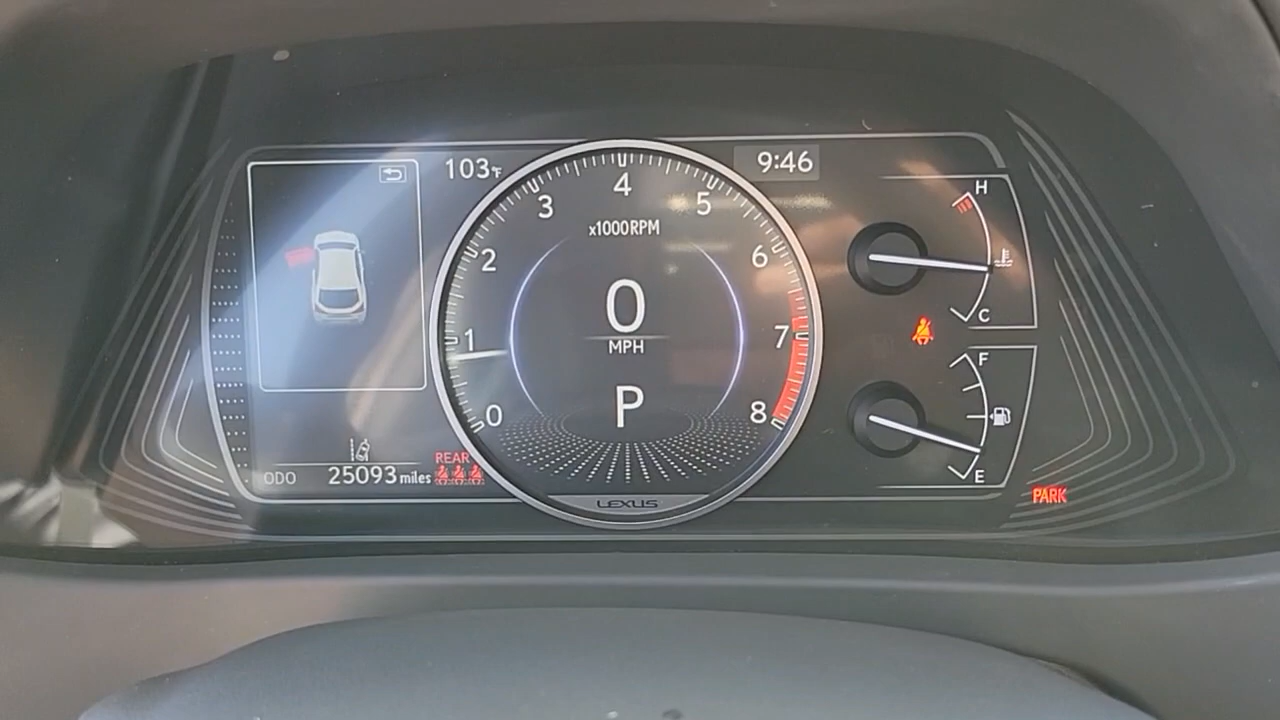 103°F
9:46
x1000RPM
0
1
2
3
4
5
6
7
8
0
MPH
P
H
C
F
E
ODO 25093 miles
REAR
LEXUS
PARK